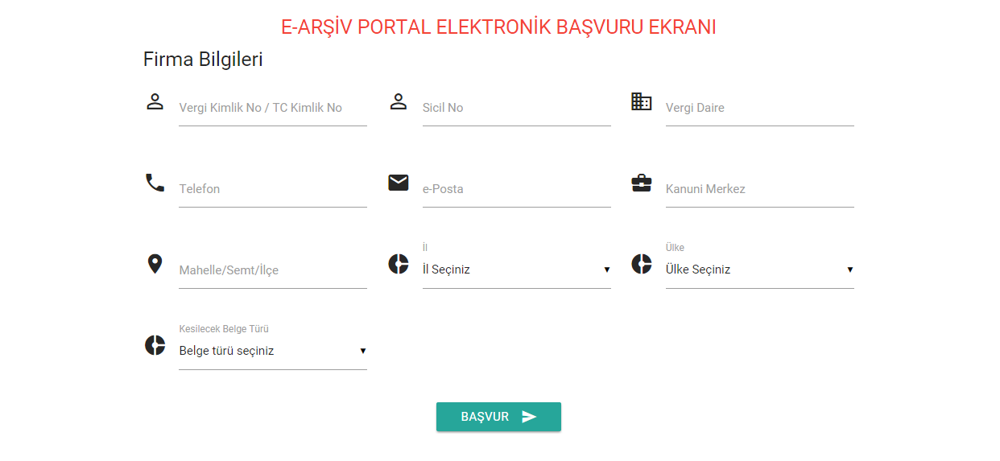 E-ARŞİV PORTAL ELEKTRONİK BAŞVURU EKRANI
Firma Bilgileri
Vergi Kimlik No / TC Kimlik No
Sicil No
Vergi Daire
Telefon
e-Posta
Kanuni Merkez
Mahelle/Semt/İlçe
İl
İl Seçiniz
Ülke
Ülke Seçiniz
Kesilecek Belge Türü
Belge türü seçiniz
BAŞVUR